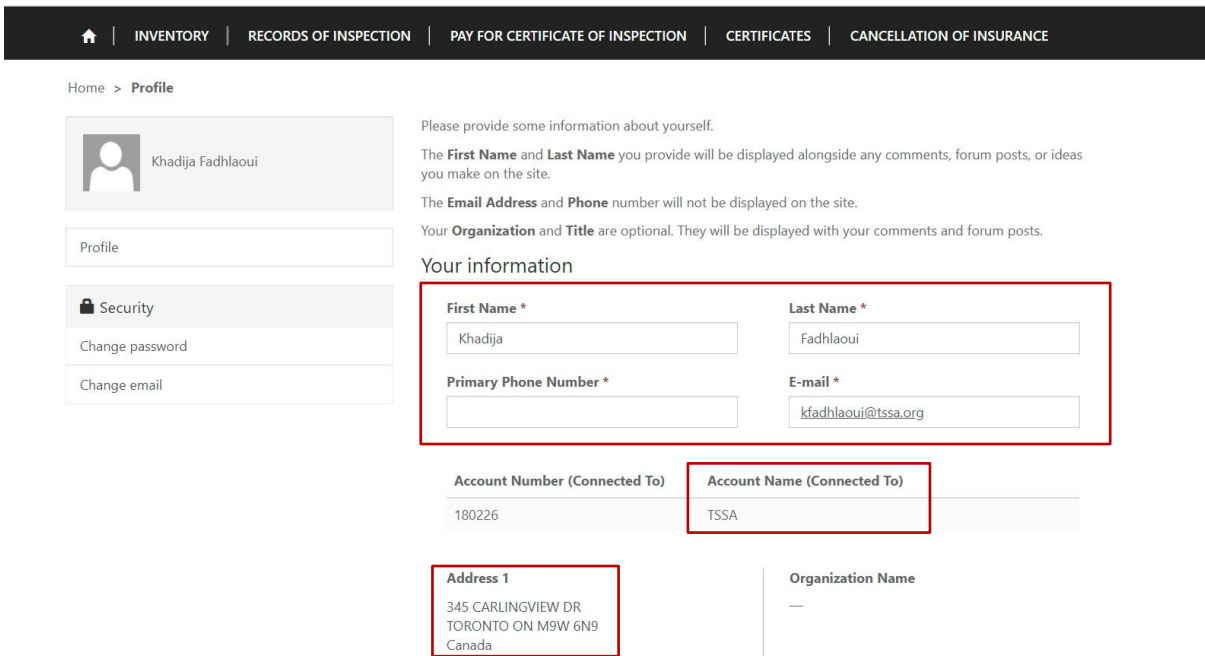 INVENTORY | RECORDS OF INSPECTION | PAY FOR CERTIFICATE OF INSPECTION | CERTIFICATES | CANCELLATION OF INSURANCE
Home > Profile
Khadija Fadhlaoui
Profile
Security
Change password
Change email
Please provide some information about yourself.
The First Name and Last Name you provide will be displayed alongside any comments, forum posts, or ideas
you make on the site.
The Email Address and Phone number will not be displayed on the site.
Your Organization and Title are optional. They will be displayed with your comments and forum posts.
Your information
First Name * Last Name *
Khadija Fadhlaoui
Primary Phone Number * E-mail *
kfadhlaoui@tssa.org
Account Number (Connected To) Account Name (Connected To)
180226 TSSA
Address 1 Organization Name
345 CARLINGVIEW DR —
TORONTO ON M9W 6N9
Canada